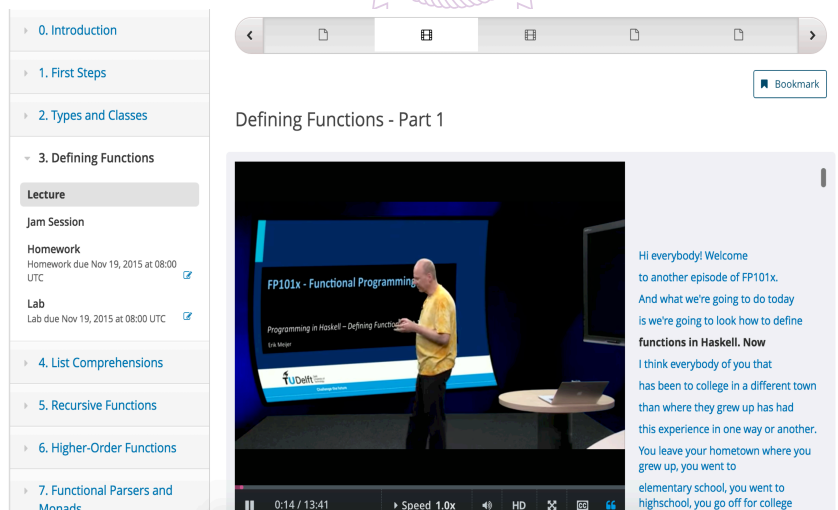 0. Introduction
1. First Steps
2. Types and Classes
3. Defining Functions
Lecture
Jam Session
Homework
Homework due Nov 19, 2015 at 08:00
UTC
Lab
Lab due Nov 19, 2015 at 08:00 UTC
4. List Comprehensions
5. Recursive Functions
6. Higher-Order Functions
7. Functional Parsers and
Monads
Bookmark
Defining Functions - Part 1
FP101x - Functional Programming
Programming in Haskell – Defining Functio
Erik Meijer
TUDelft
Challenge the future
0:14 / 13:41
Speed 1.0x
HD
CC
Hi everybody! Welcome
to another episode of FP101x.
And what we're going to do today
is we're going to look how to define
functions in Haskell. Now
I think everybody of you that
has been to college in a different town
than where they grew up has had
this experience in one way or another.
You leave your hometown where you
grew up, you went to
elementary school, you went to
highschool, you go off for college